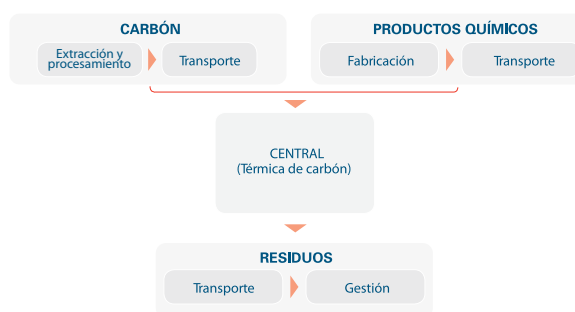 CARBÓN
Extracción y
procesamiento
Transporte
PRODUCTOS QUÍMICOS
Fabricación
Transporte
CENTRAL
(Térmica de carbón)
RESIDUOS
Transporte
Gestión